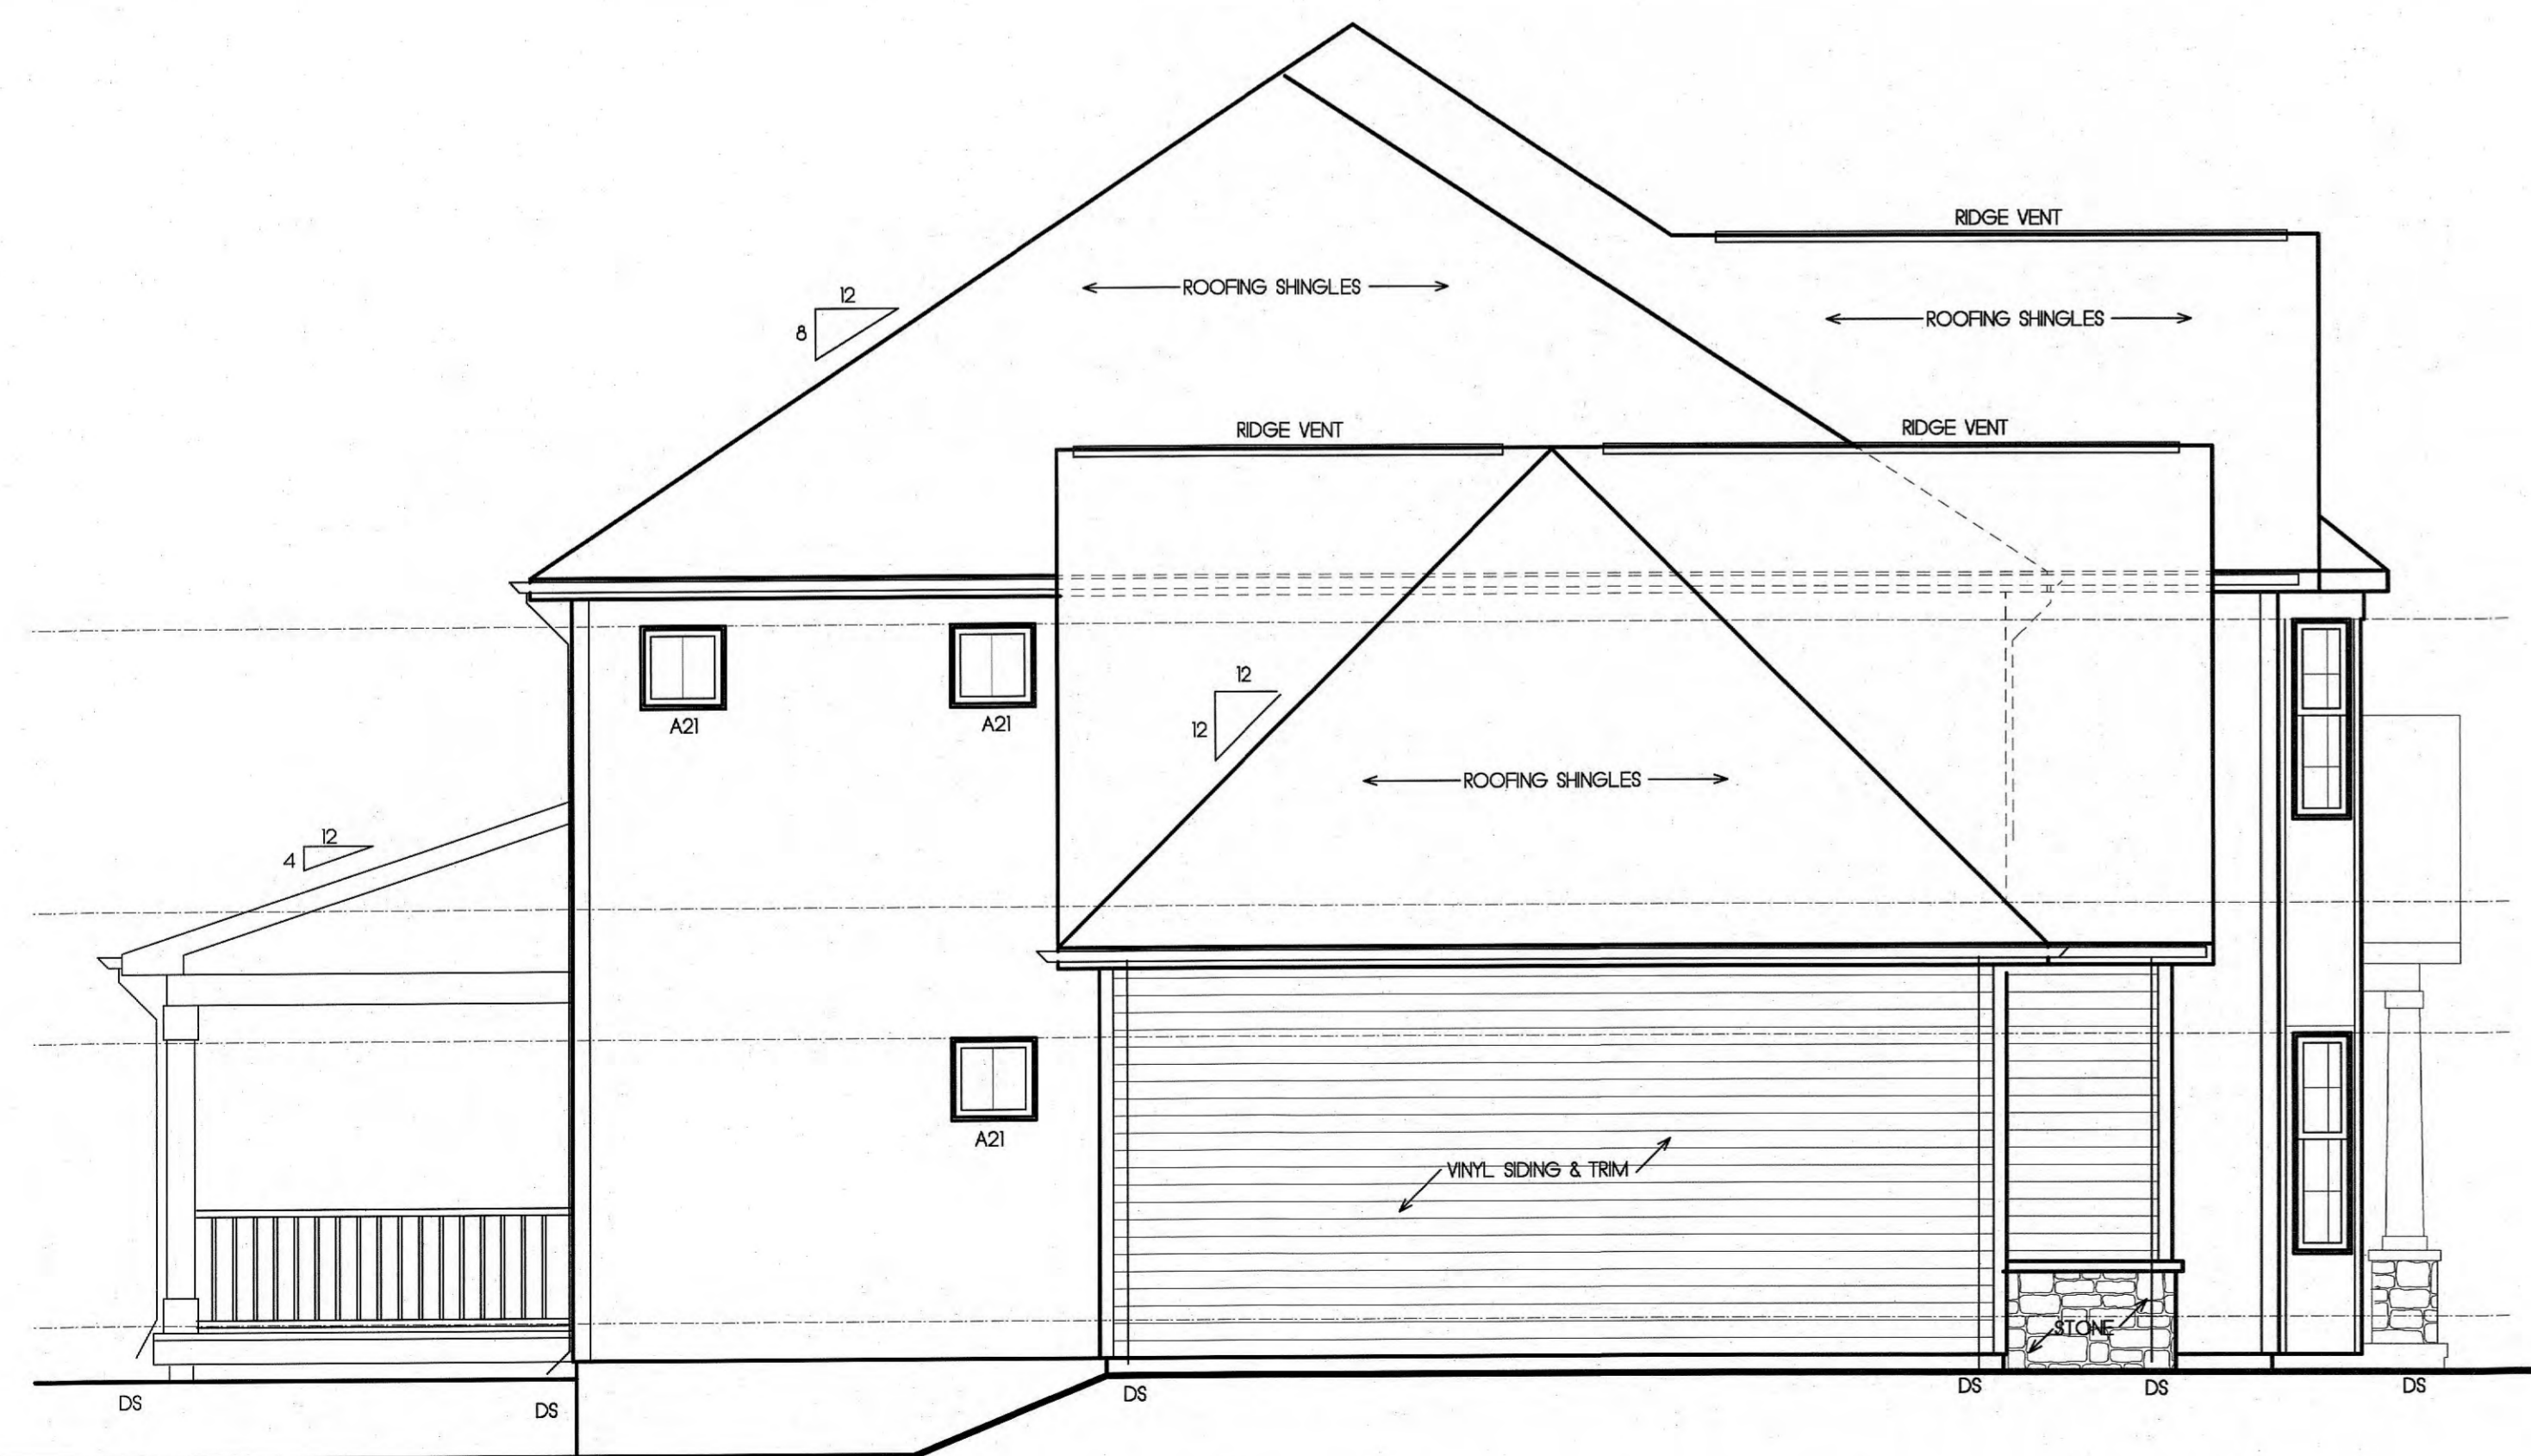 RIDGE VENT
12
8
ROOFING SHINGLES
ROOFING SHINGLES
RIDGE VENT
RIDGE VENT
A21
A21
12
12
ROOFING SHINGLES
12
4
A21
VINYL SIDING & TRIM
STONE
DS
DS
DS
DS
DS
DS